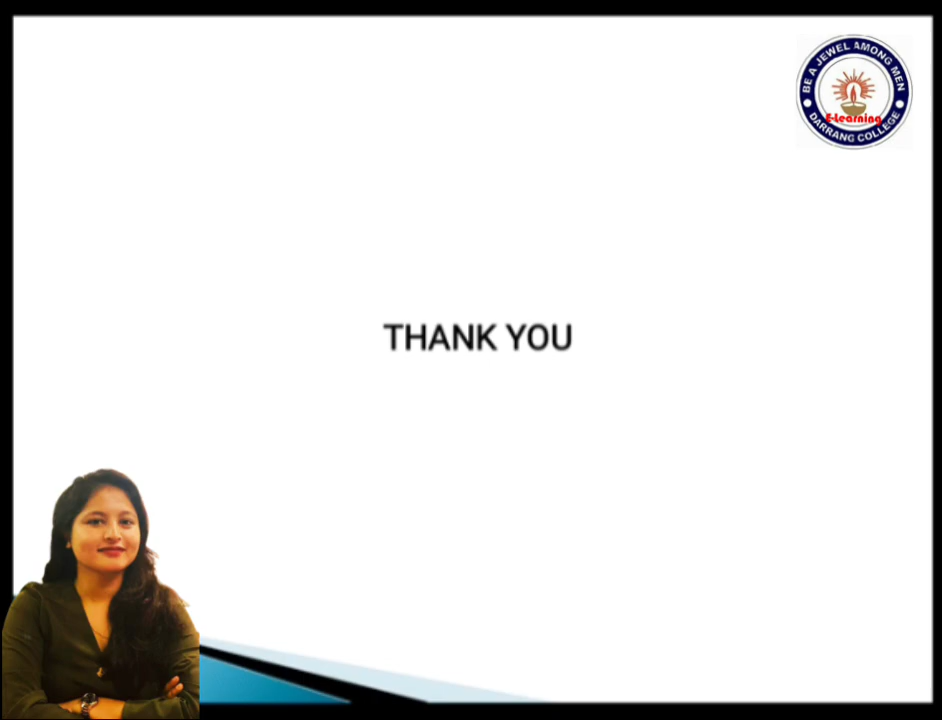 BE A JEWEL AMONG MEN
E-Learning
DARRANG COLLEGE
THANK YOU